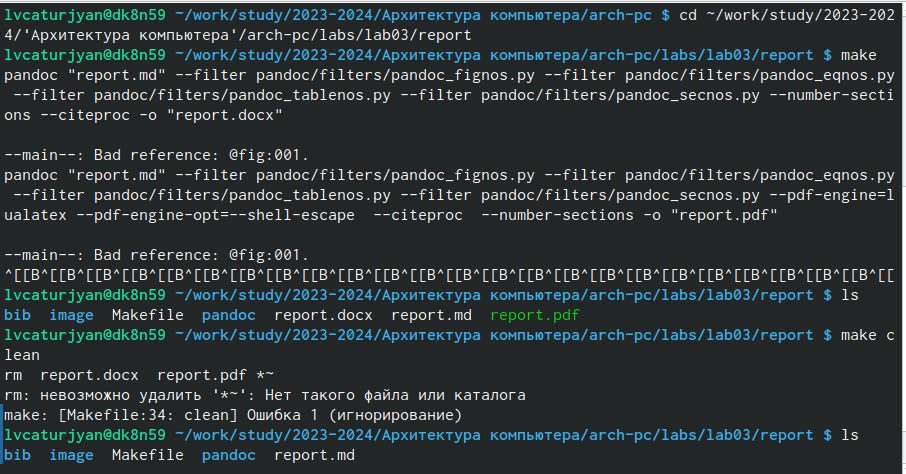 lvcaturjyan@dk8n59 ~/work/study/2023-2024/Архитектура компьютера/arch-pc $ cd ~/work/study/2023-202
4/'Архитектура компьютера'/arch-pc/labs/lab03/report
lvcaturjyan@dk8n59 ~/work/study/2023-2024/Архитектура компьютера/arch-pc/labs/lab03/report $ make
pandoc "report.md" --filter pandoc/filters/pandoc_fignos.py --filter pandoc/filters/pandoc_eqnos.py
 --filter pandoc/filters/pandoc_tablenos.py --filter pandoc/filters/pandoc_secnos.py --number-secti
ons --citeproc -o "report.docx"

--main--: Bad reference: @fig:001.
pandoc "report.md" --filter pandoc/filters/pandoc_fignos.py --filter pandoc/filters/pandoc_eqnos.py
 --filter pandoc/filters/pandoc_tablenos.py --filter pandoc/filters/pandoc_secnos.py --pdf-engine=l
ualatex --pdf-engine-opt=--shell-escape  --citeproc  --number-sections -o "report.pdf"

--main--: Bad reference: @fig:001.
^[[B^[[B^[[B^[[B^[[B^[[B^[[B^[[B^[[B^[[B^[[B^[[B^[[B^[[B^[[B^[[B^[[B^[[B^[[B^[[B^[[B^[[B^[[B^[[B^[[
lvcaturjyan@dk8n59 ~/work/study/2023-2024/Архитектура компьютера/arch-pc/labs/lab03/report $ ls
bib  image  Makefile  pandoc  report.docx  report.md  report.pdf
lvcaturjyan@dk8n59 ~/work/study/2023-2024/Архитектура компьютера/arch-pc/labs/lab03/report $ make c
lean
rm  report.docx  report.pdf *~
rm: невозможно удалить '*~': Нет такого файла или каталога
make: [Makefile:34: clean] Ошибка 1 (игнорирование)
lvcaturjyan@dk8n59 ~/work/study/2023-2024/Архитектура компьютера/arch-pc/labs/lab03/report $ ls
bib  image  Makefile  pandoc  report.md